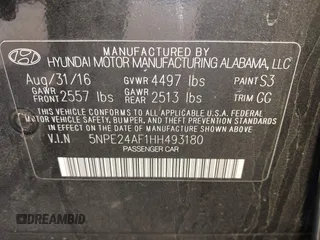 MANUFACTURED BY
HYUNDAI MOTOR MANUFACTURING ALABAMA, LLC
Aug/31/16 GVWR 4497 lbs PAINT S3
GAWR FRONT 2557 lbs GAWR REAR 2513 lbs TRIM GG
THIS VEHICLE CONFORMS TO ALL APPLICABLE
U.S. FEDERAL MOTOR VEHICLE
SAFETY, BUMPER, AND THEFT
PREVENTION STANDARDS IN EFFECT ON THE
DATE OF MANUFACTURE SHOWN ABOVE.
V.I.N 5NPE24AF1HH493180
PASSENGER CAR
DREAMBID